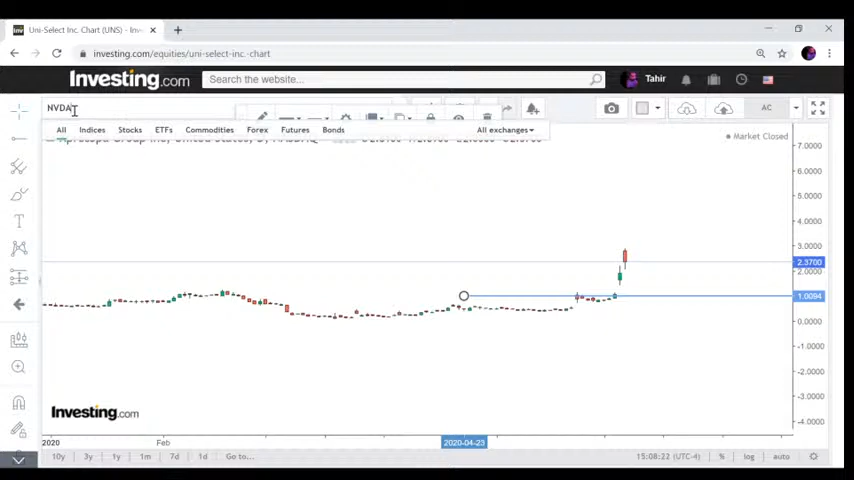 Uni-Select Inc. Chart (UNS) - Inv
investing.com/equities/uni-select-inc.-chart
Investing.com
Search the website...
Tahir
NVDA
AC
All
Indices
Stocks
ETFs
Commodities
Forex
Futures
Bonds
All exchanges
Market Closed
7.0000
6.0000
5.0000
4.0000
3.0000
2.3700
2.0000
1.0094
0.0000
-1.0000
-2.0000
-3.0000
-4.0000
Investing.com
2020
Feb
2020-04-23
10y
3y
1y
1m
7d
1d
Go to...
15:08:22 (UTC-4)
%
log
auto